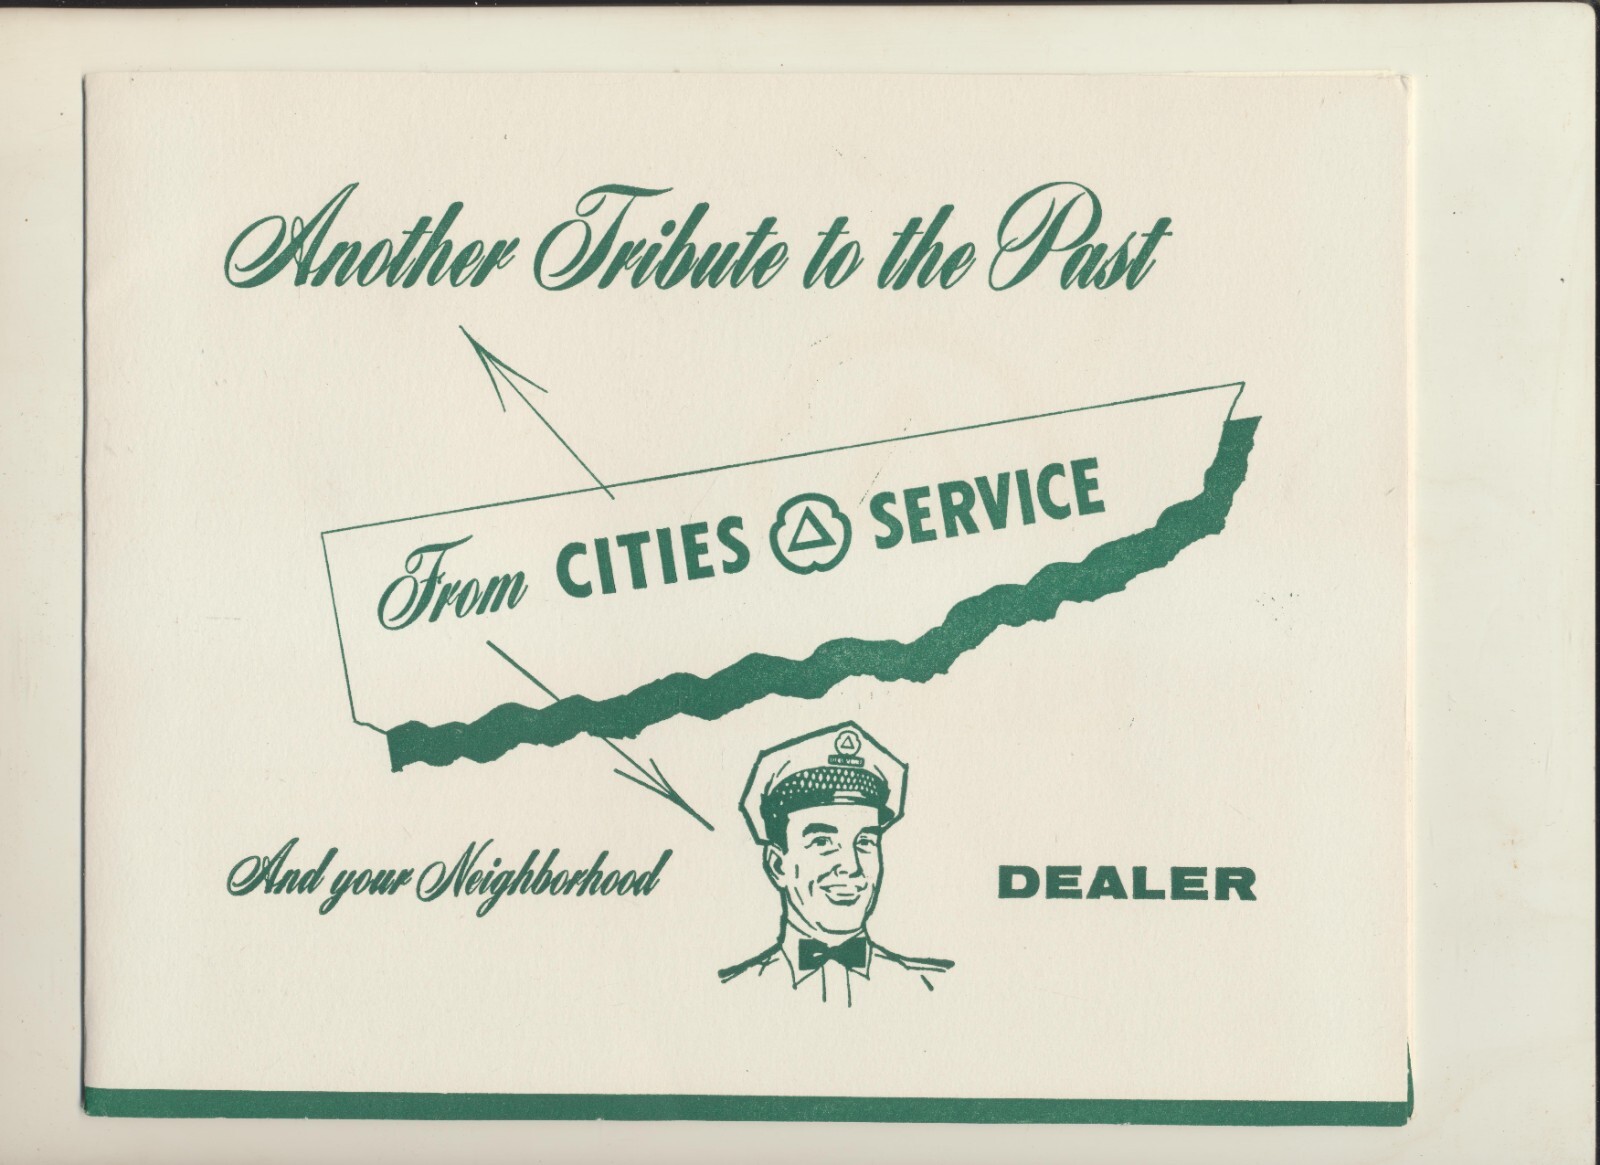 Another Tribute to the Past
From CITIES SERVICE
And your Neighborhood DEALER